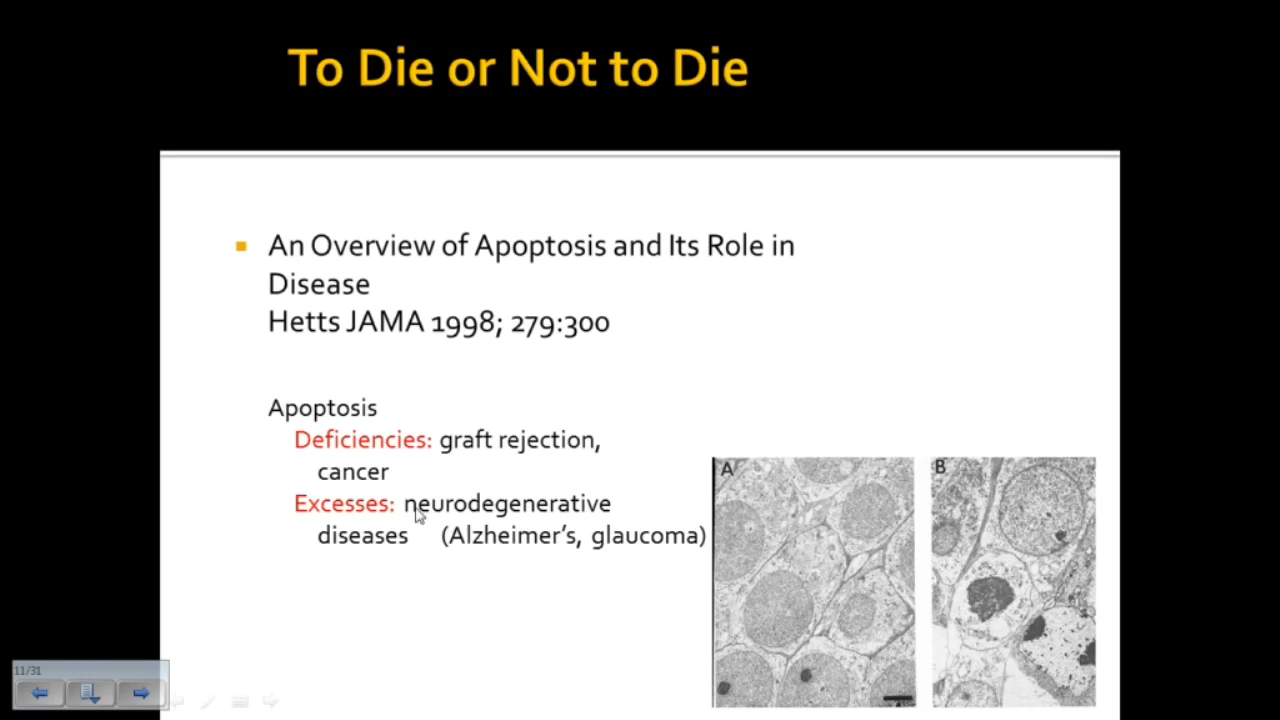 To Die or Not to Die
An Overview of Apoptosis and Its Role in
Disease
Hetts JAMA 1998; 279:300
Apoptosis
Deficiencies: graft rejection,
cancer
Excesses: neurodegenerative
diseases (Alzheimer's, glaucoma)
A
B
11/31